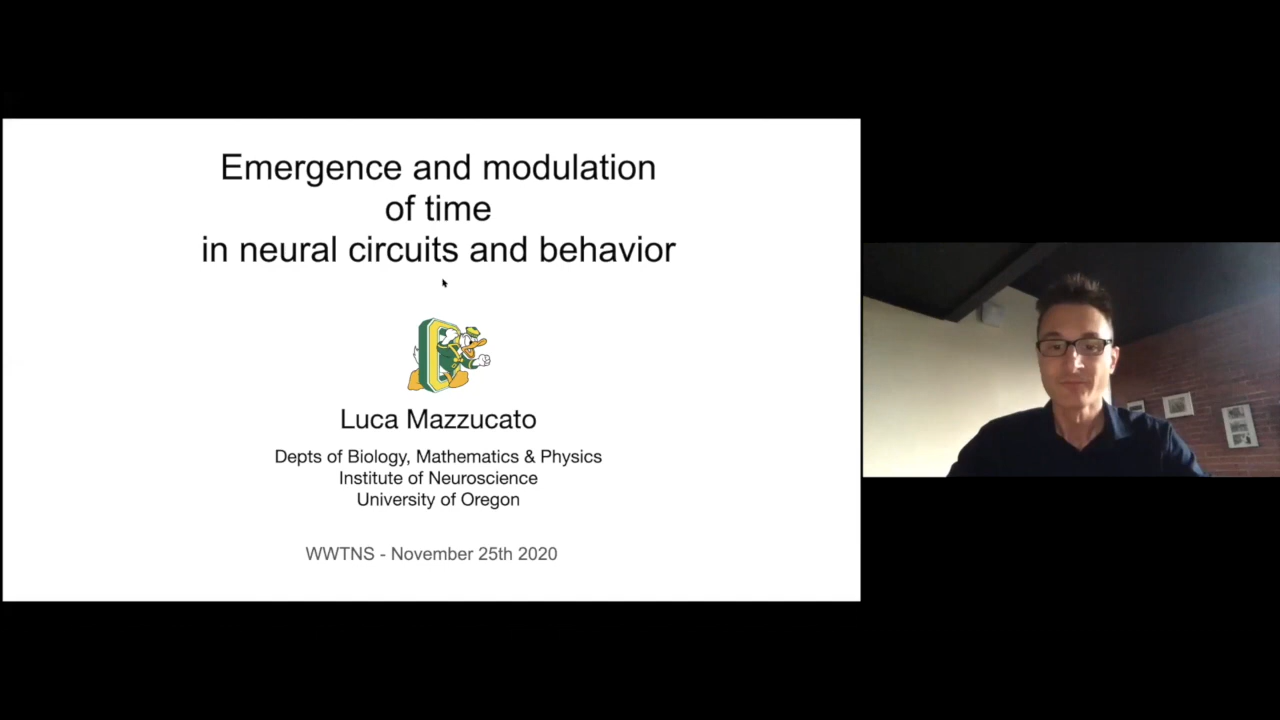 Emergence and modulation
of time
in neural circuits and behavior
Luca Mazzucato
Depts of Biology, Mathematics & Physics
Institute of Neuroscience
University of Oregon
WWTNS - November 25th 2020